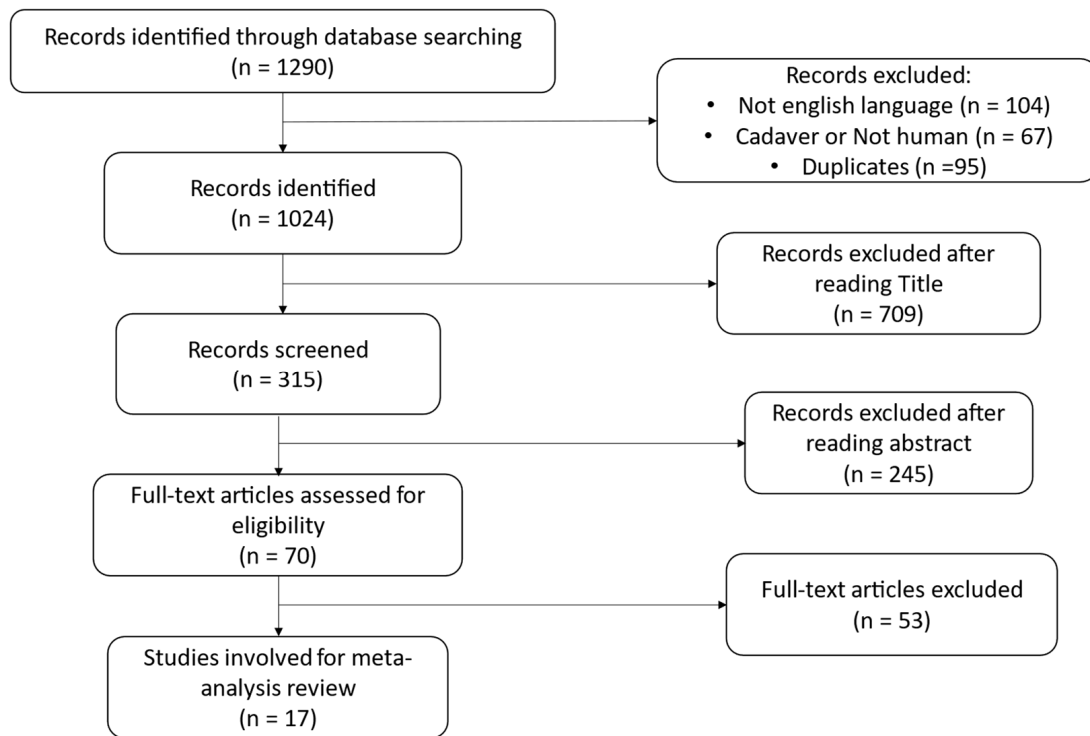 Records identified through database searching
(n = 1290)
Records excluded:
• Not english language (n = 104)
• Cadaver or Not human (n = 67)
• Duplicates (n =95)
Records identified
(n = 1024)
Records excluded after
reading Title
(n = 709)
Records screened
(n = 315)
Records excluded after
reading abstract
(n = 245)
Full-text articles assessed for
eligibility
(n = 70)
Full-text articles excluded
(n = 53)
Studies involved for meta-
analysis review
(n = 17)